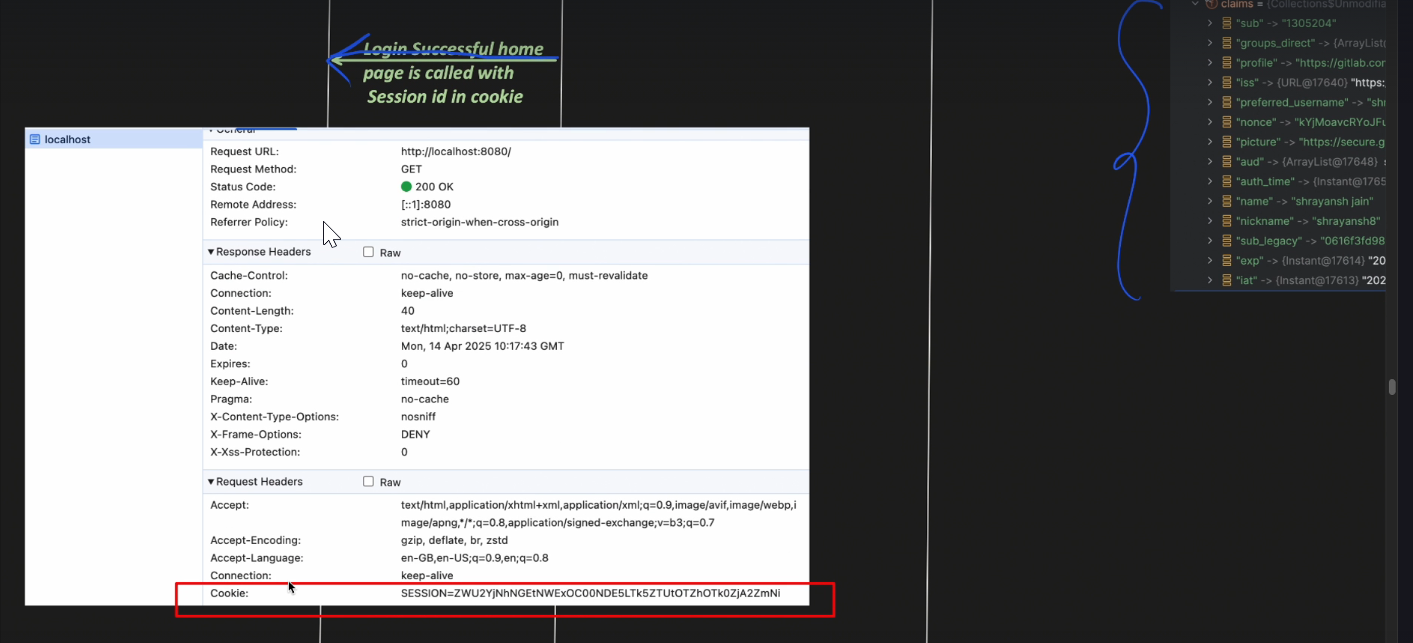 Login Successful home
page is called with
Session id in cookie
localhost
General
Request URL: http://localhost:8080/
Request Method: GET
Status Code: 200 OK
Remote Address: [::1]:8080
Referrer Policy: strict-origin-when-cross-origin
Response Headers Raw
Cache-Control: no-cache, no-store, max-age=0, must-revalidate
Connection: keep-alive
Content-Length: 40
Content-Type: text/html;charset=UTF-8
Date: Mon, 14 Apr 2025 10:17:43 GMT
Expires: 0
Keep-Alive: timeout=60
Pragma: no-cache
X-Content-Type-Options: nosniff
X-Frame-Options: DENY
X-Xss-Protection: 0
Request Headers Raw
Accept: text/html,application/xhtml+xml,application/xml;q=0.9,image/avif,image/webp,i
mage/apng,*/*;q=0.8,application/signed-exchange;v=b3;q=0.7
Accept-Encoding: gzip, deflate, br, zstd
Accept-Language: en-GB,en-US;q=0.9,en;q=0.8
Connection: keep-alive
Cookie: SESSION=ZWU2YjNhNGEtNWExOC00NDE5LTk5ZTUtOTZhOTk0ZjA2ZmNi
claims = {Collections$Unmodifia
"sub" -> "1305204"
"groups_direct" -> {ArrayList@
"profile" -> "https://gitlab.con
"iss" -> {URL@17640} "https:
"preferred_username" -> "shr
"nonce" -> "kYjMoavcRYoJFu
"picture" -> "https://secure.g
"aud" -> {ArrayList@17648} s
"auth_time" -> {Instant@1765
"name" -> "shrayansh jain"
"nickname" -> "shrayansh8"
"sub_legacy" -> "0616f3fd98
"exp" -> {Instant@17614} "20
"iat" -> {Instant@17613} "202